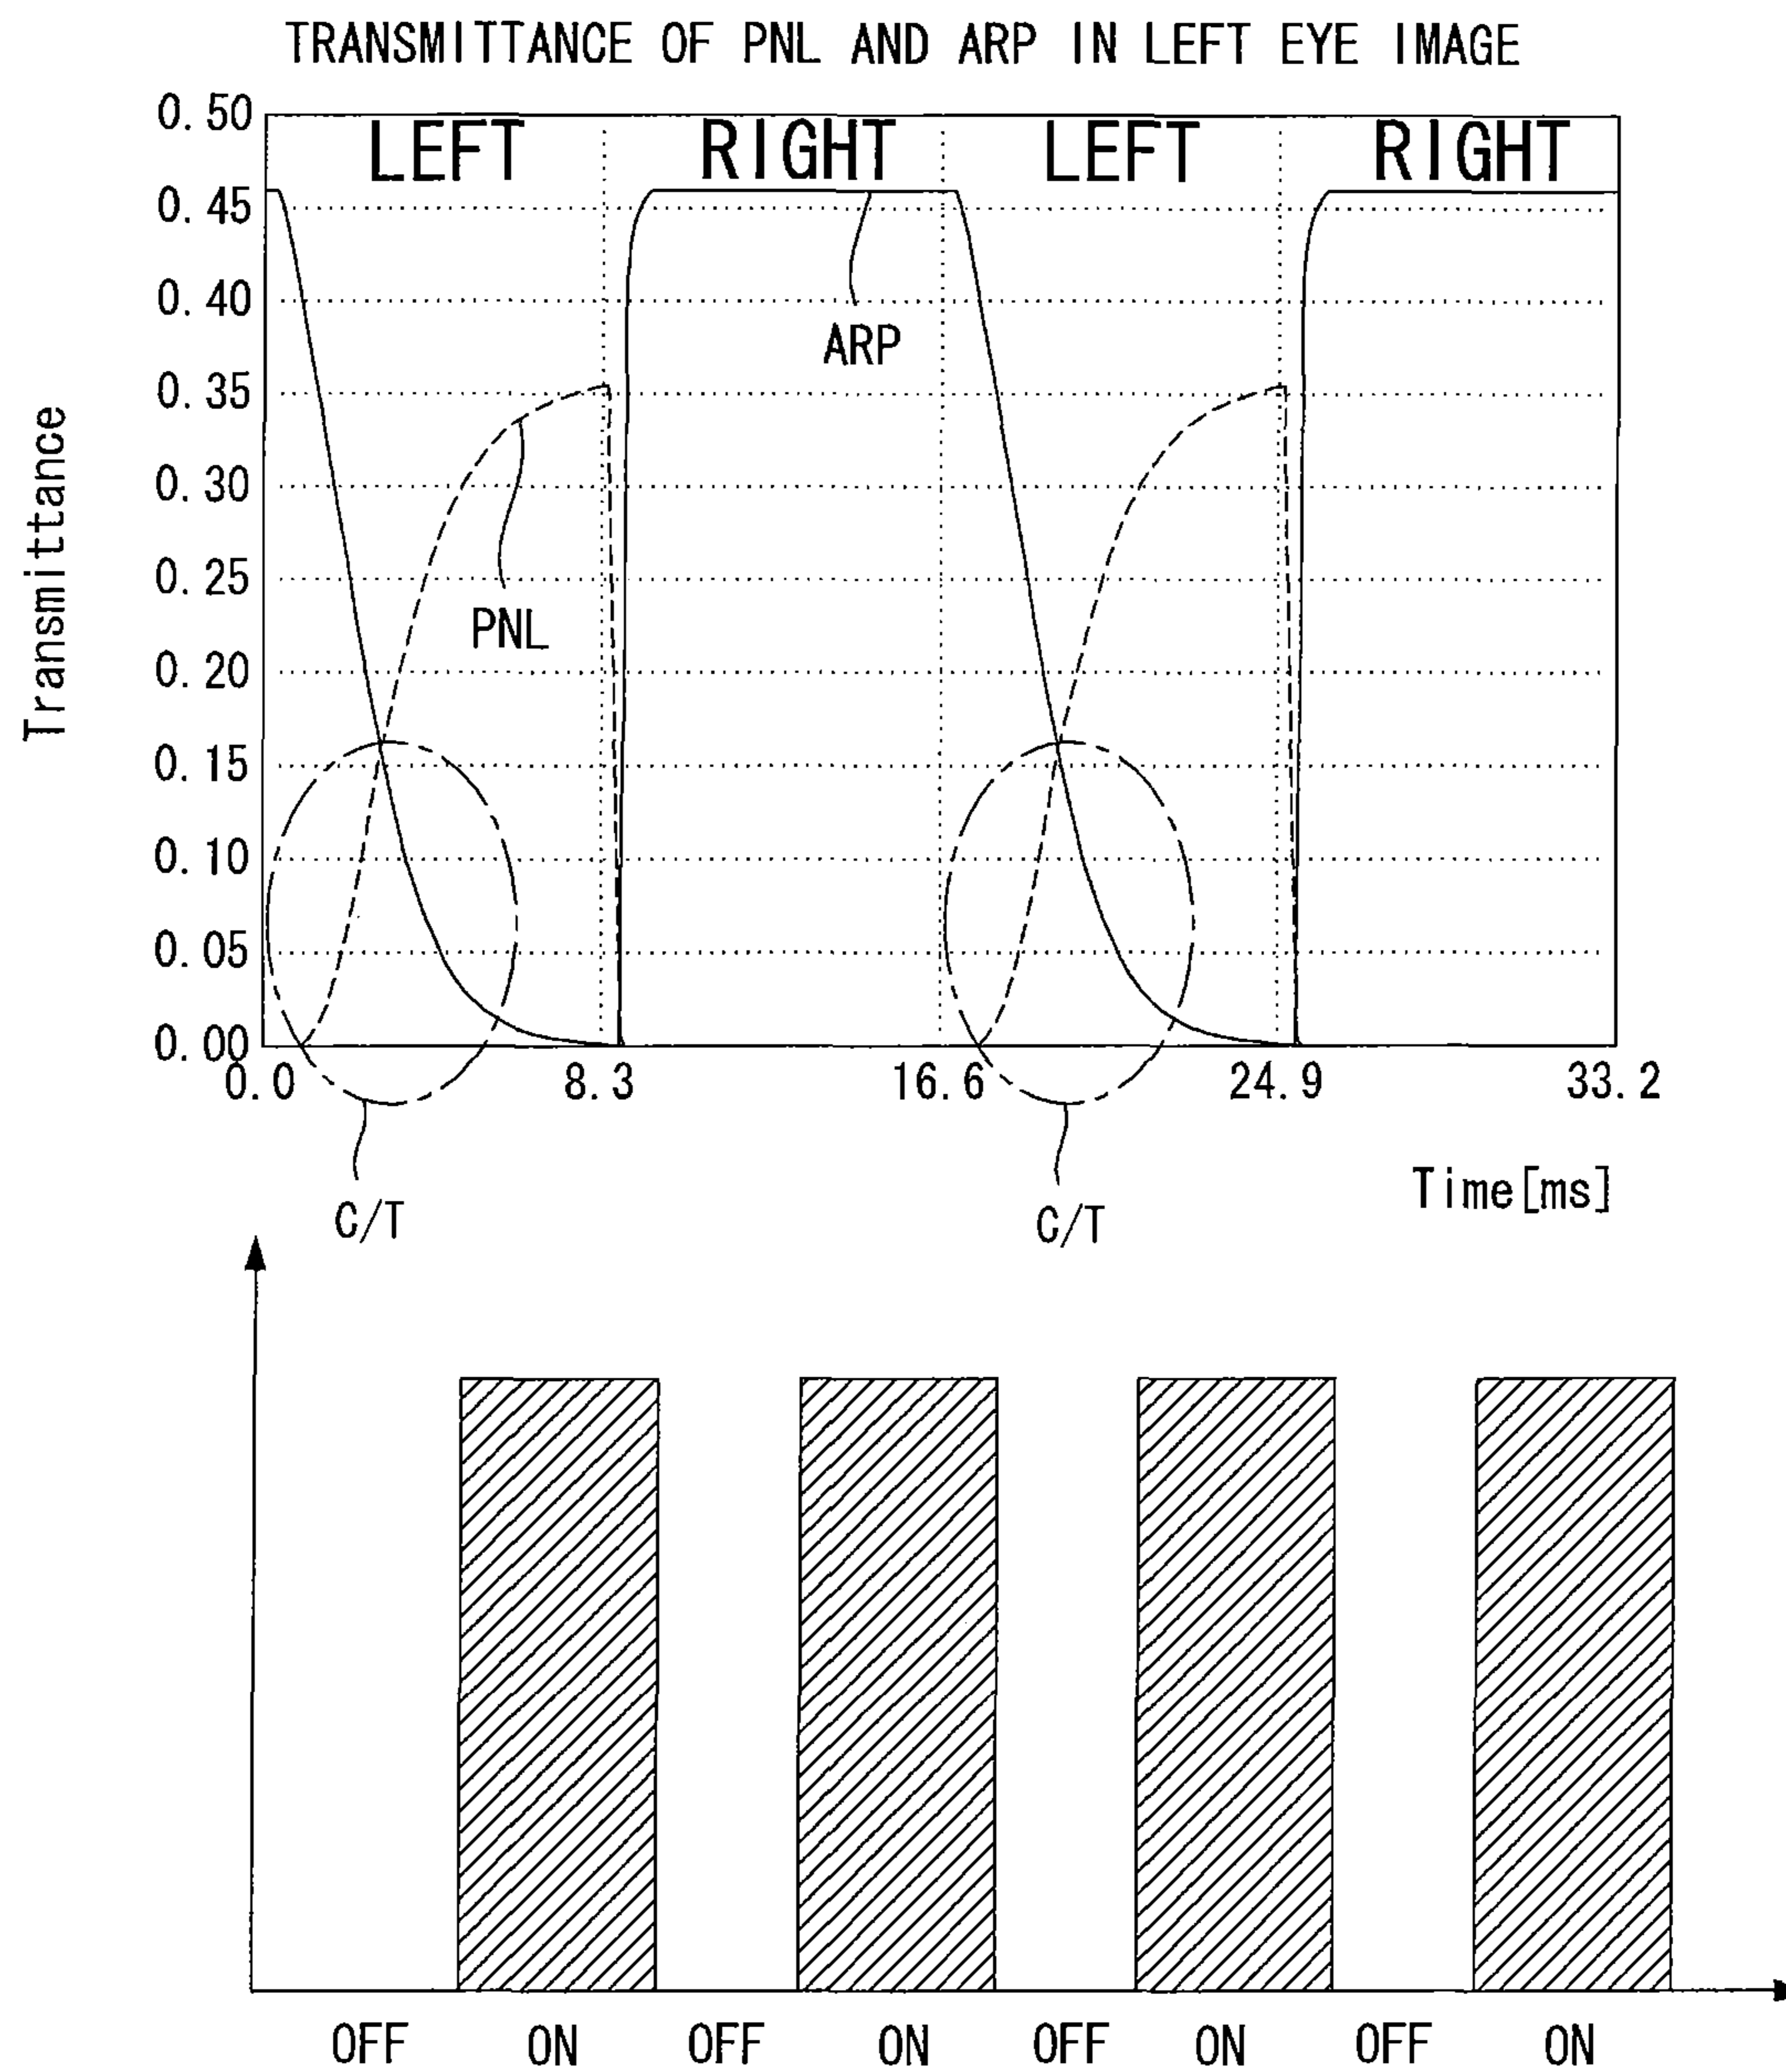 TRANSMITTANCE OF PNL AND ARP IN LEFT EYE IMAGE
0.50
LEFT RIGHT LEFT RIGHT
0.45
0.40
ARP
0.35
0.30
0.25
PNL
0.20
0.15
0.10
0.05
0.00
Transmittance
0.0 8.3 16.6 24.9 33.2
Time[ms]
C/T C/T
OFF ON OFF ON OFF ON OFF ON